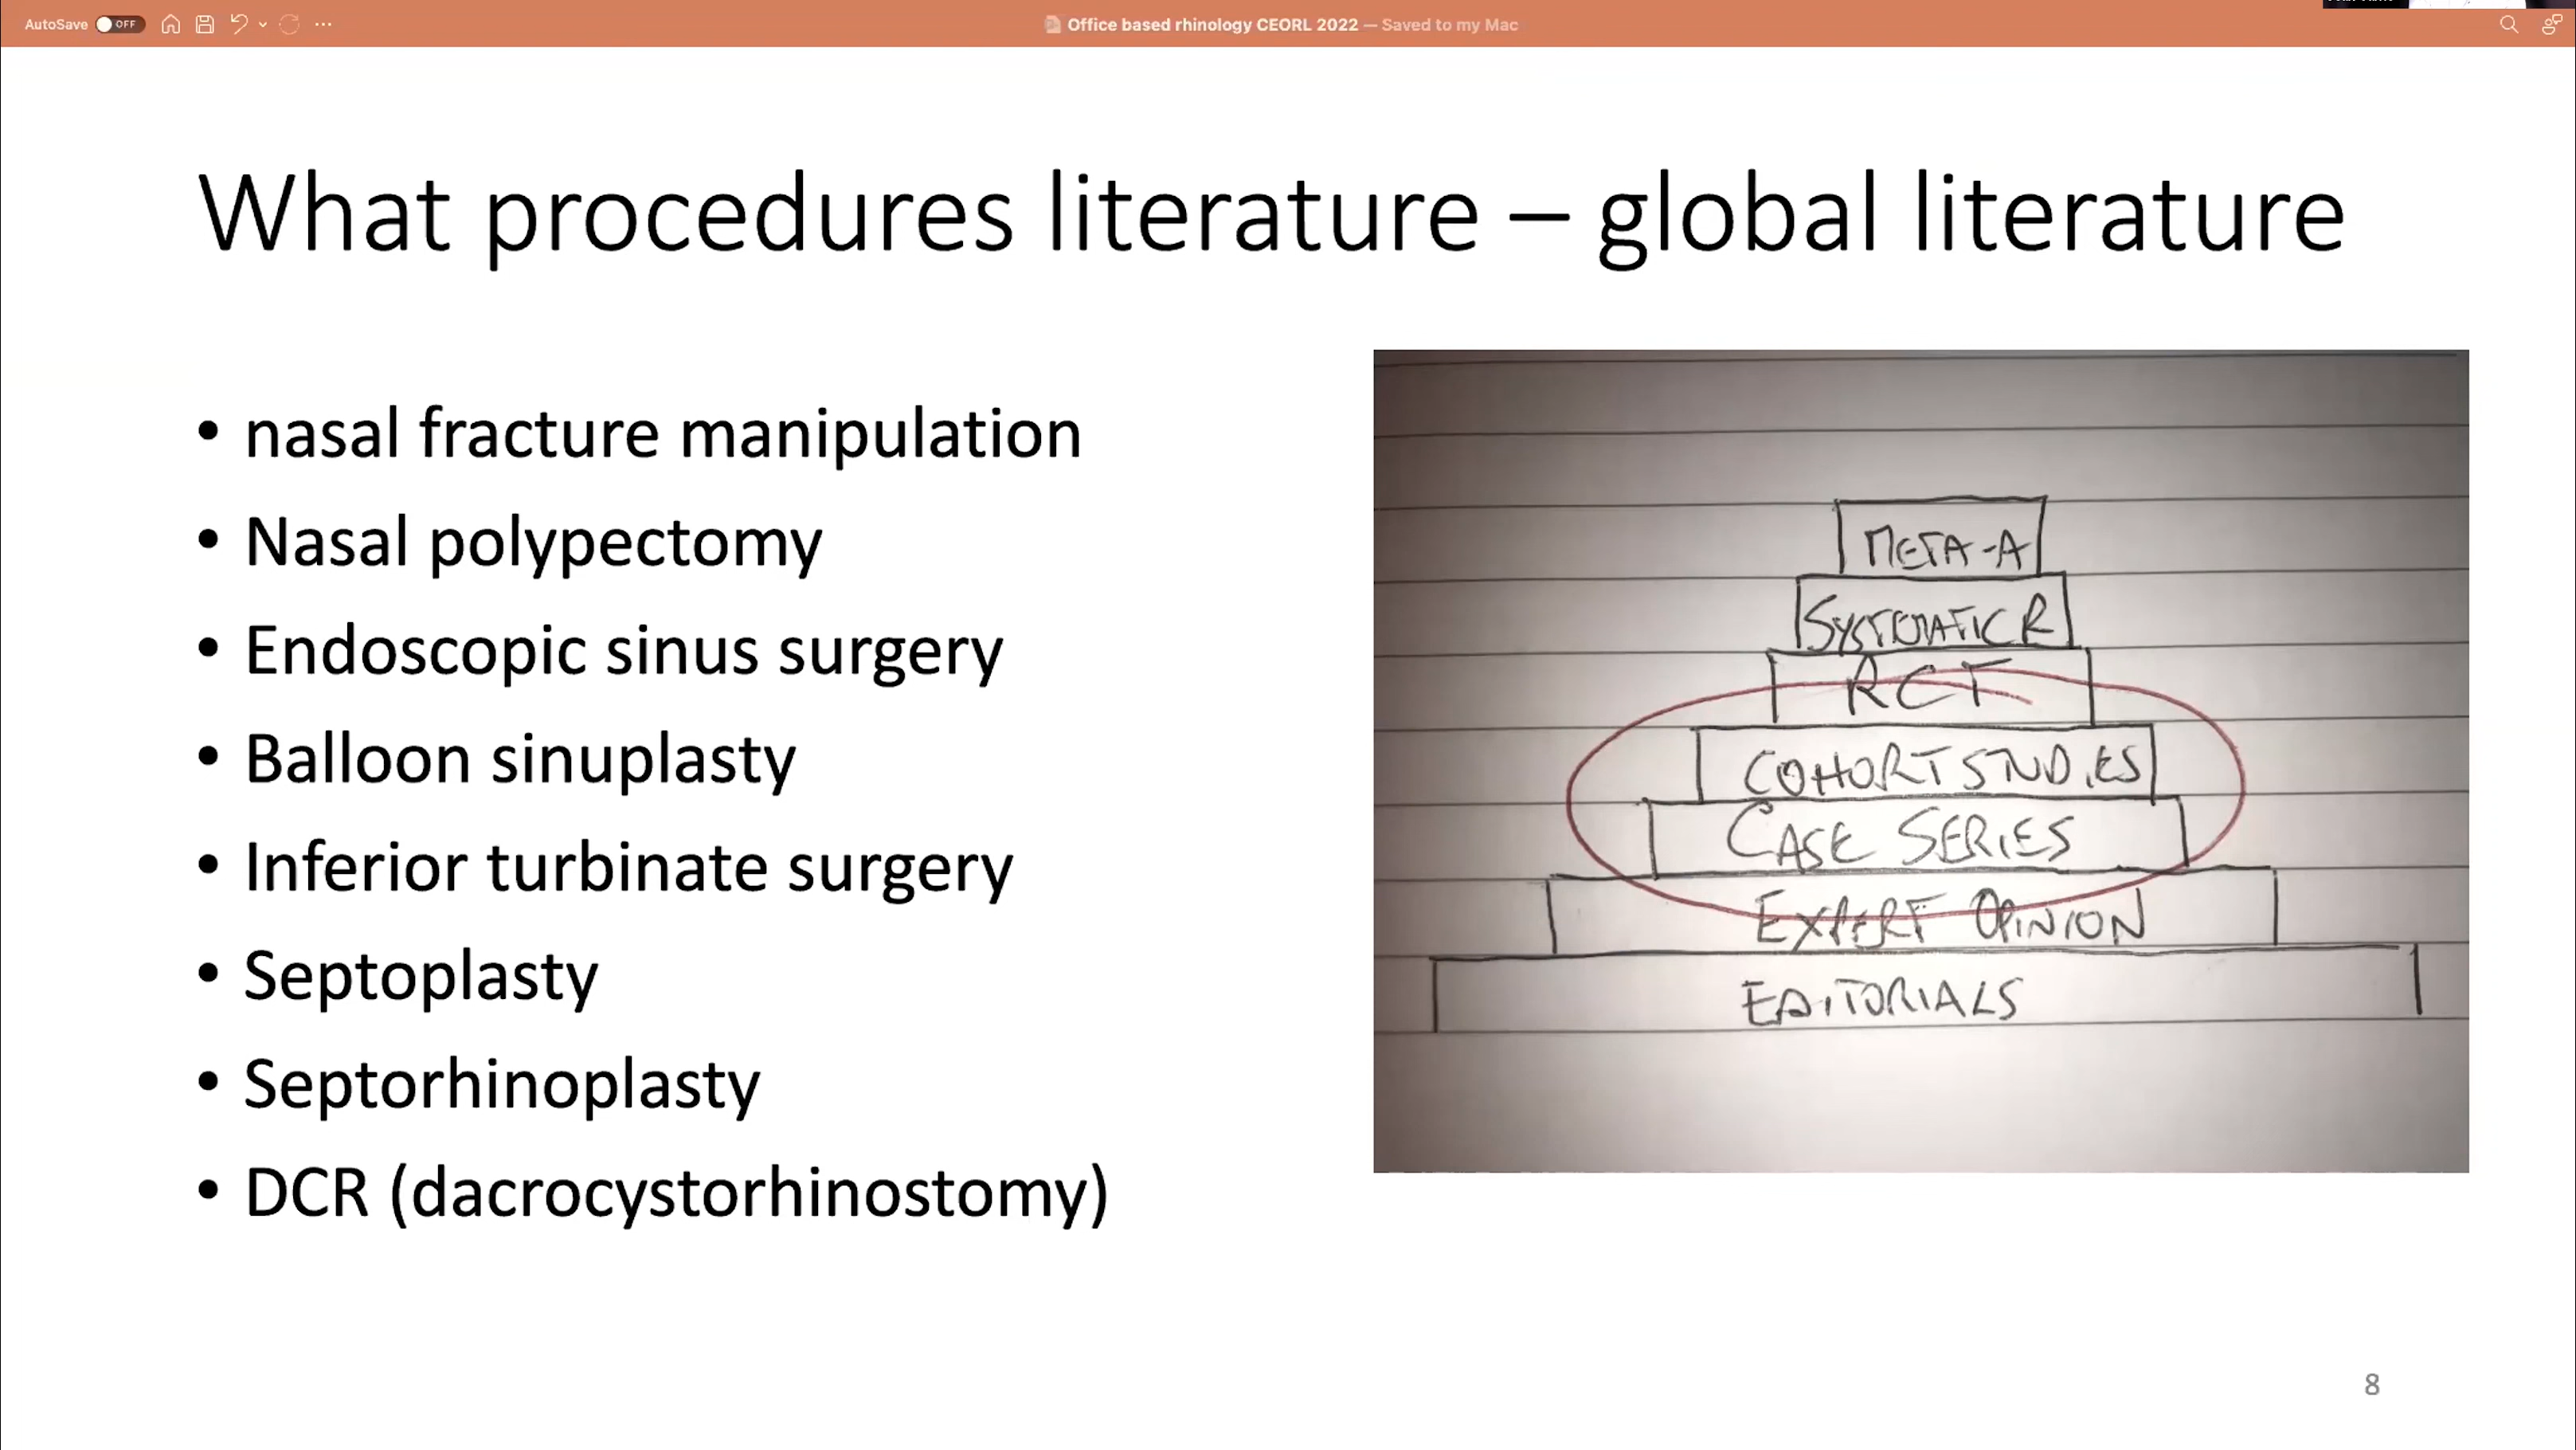 AutoSave OFF
Office based rhinology CEORL 2022 — Saved to my Mac
What procedures literature – global literature
• nasal fracture manipulation
• Nasal polypectomy
• Endoscopic sinus surgery
• Balloon sinuplasty
• Inferior turbinate surgery
• Septoplasty
• Septorhinoplasty
• DCR (dacrocystorhinostomy)
META-A
SYSTEMATIC R
RCT
COHORT STUDIES
CASE SERIES
EXPERT OPINION
EDITORIALS
8